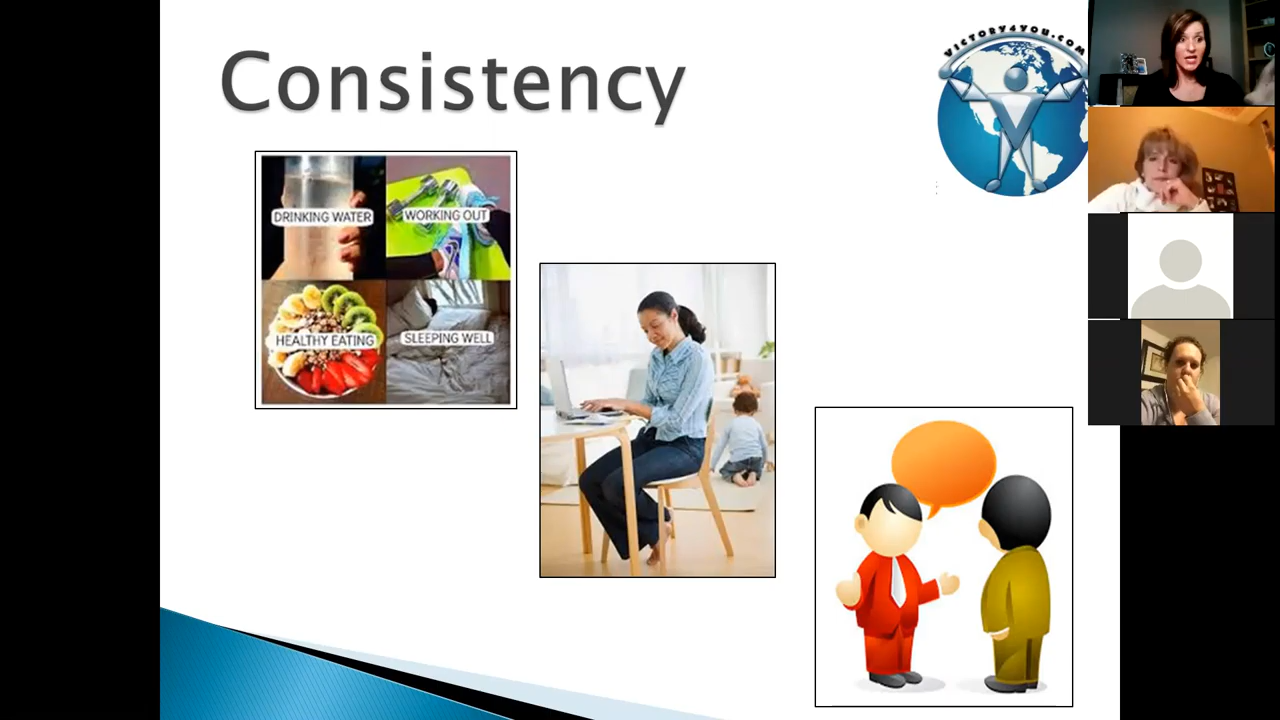 Consistency
VICTORY4YOU.COM
DRINKING WATER
WORKING OUT
HEALTHY EATING
SLEEPING WELL